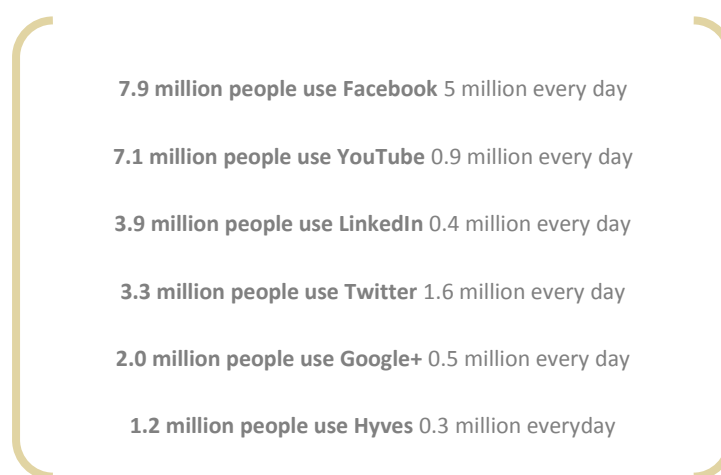 7.9 million people use Facebook 5 million every day
7.1 million people use YouTube 0.9 million every day
3.9 million people use LinkedIn 0.4 million every day
3.3 million people use Twitter 1.6 million every day
2.0 million people use Google+ 0.5 million every day
1.2 million people use Hyves 0.3 million everyday